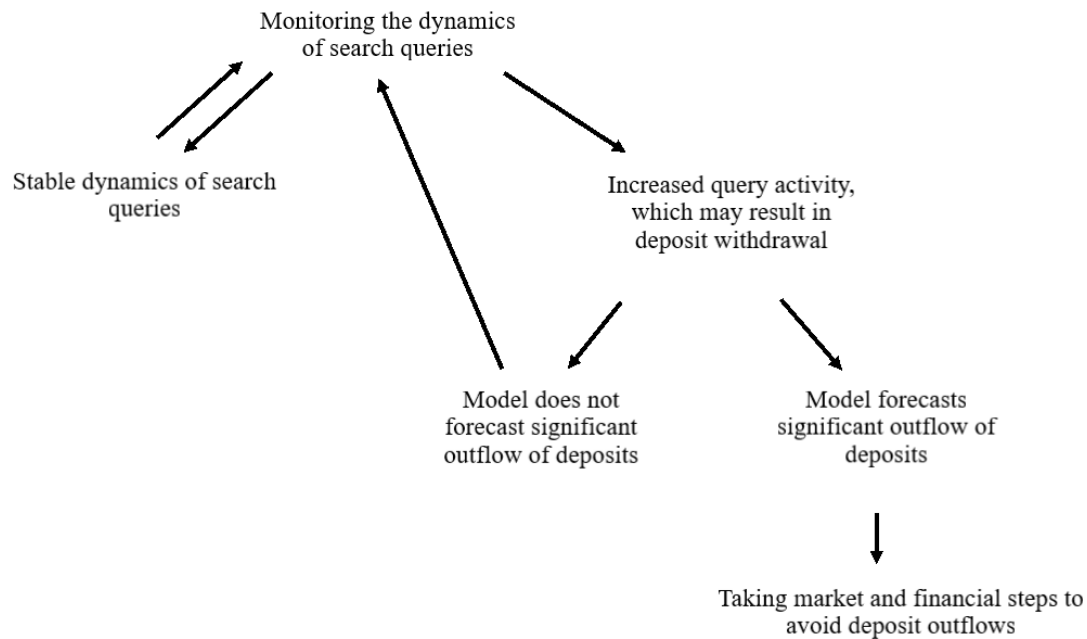 Monitoring the dynamics
of search queries
Stable dynamics of search
queries
Increased query activity,
which may result in
deposit withdrawal
Model does not
forecast significant
outflow of deposits
Model forecasts
significant outflow of
deposits
Taking market and financial steps to
avoid deposit outflows